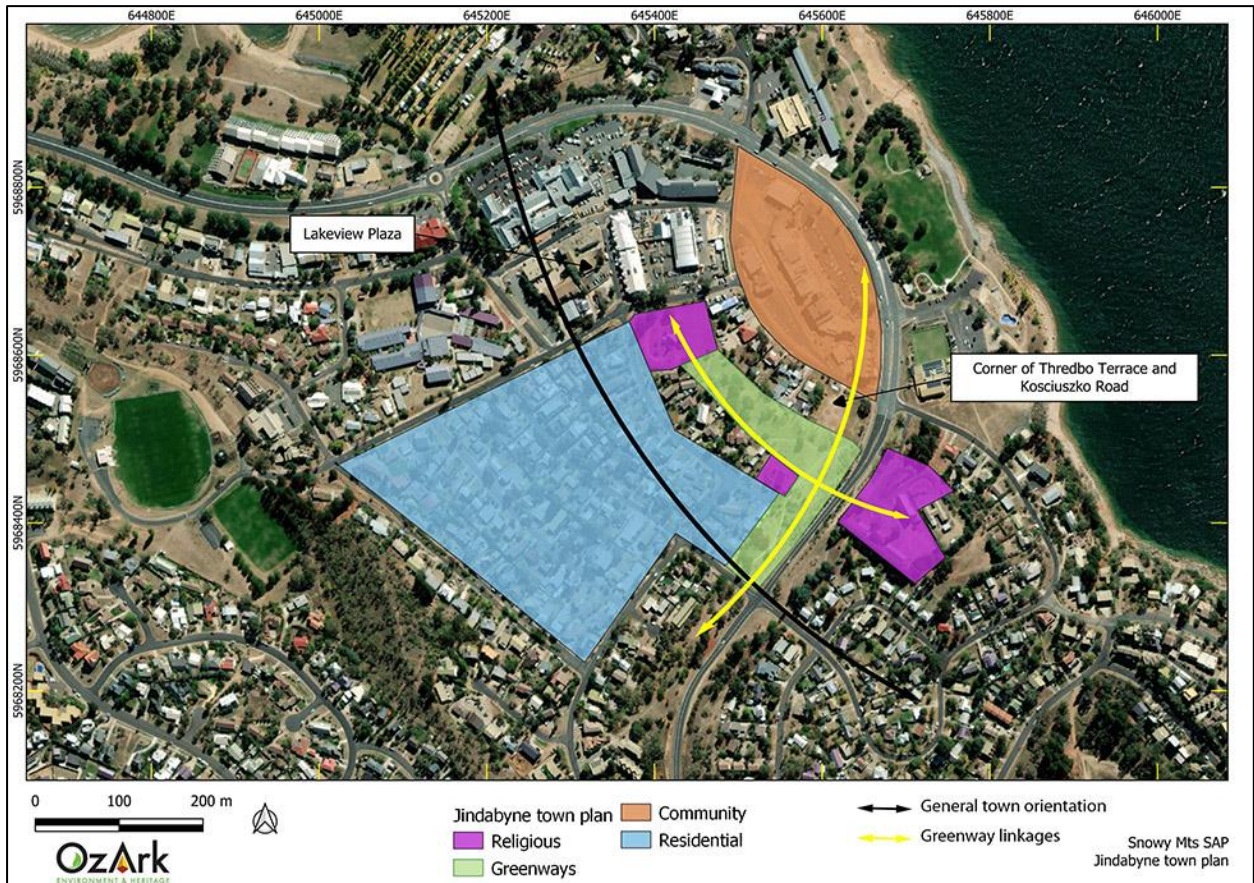 644800E 645000E 645200E 645400E 645600E 645800E 646000E
5968800N
5968600N
5968400N
5968200N
Lakeview Plaza
Corner of Thredbo Terrace and
Kosciuszko Road
0 100 200 m
OzArk
ENVIRONMENT & HERITAGE
Jindabyne town plan
Religious
Greenways
Community
Residential
General town orientation
Greenway linkages
Snowy Mts SAP
Jindabyne town plan